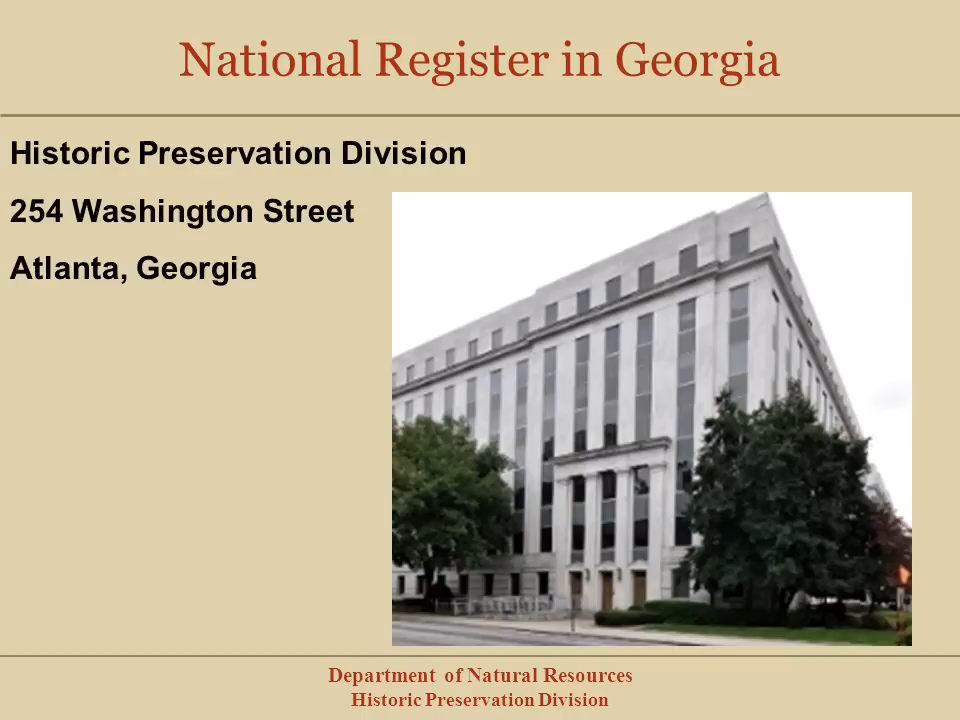 National Register in Georgia
Historic Preservation Division
254 Washington Street
Atlanta, Georgia
Department of Natural Resources
Historic Preservation Division